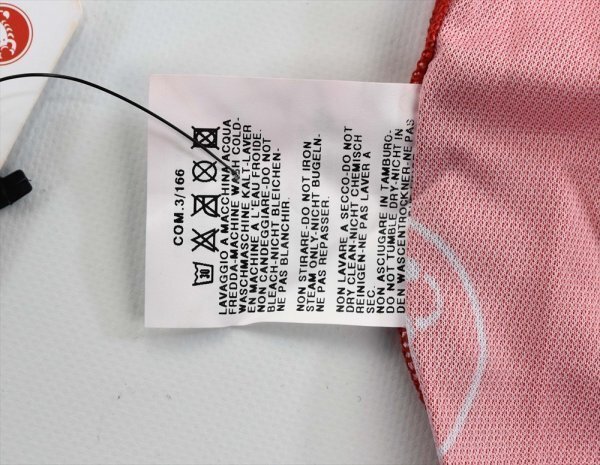 COM.3/166
30
LAVAGGIO A MACCHINA ACQUA
FREDDA-MACHINE WASH COLD-
WASCHMASCHINE KALT-LAVER
EN MACHINE A L'EAU FROIDE.
NON CANDEGGIARE-DO NOT
BLEACH-NICHT BLEICHEN-
NE PAS BLANCHIR.
NON STIRARE-DO NOT IRON
STEAM ONLY-NICHT BUGELN-
NE PAS REPASSER.
NON LAVARE A SECCO-DO NOT
DRY CLEAN-NICHT CHEMISCH
REINIGEN-NE PAS LAVER A
SEC.
NON ASCIUGARE IN TAMBURO-
DO NOT TUMBLE DRY-NICHT IN
DEN WASCENTROCKNER-NE PAS